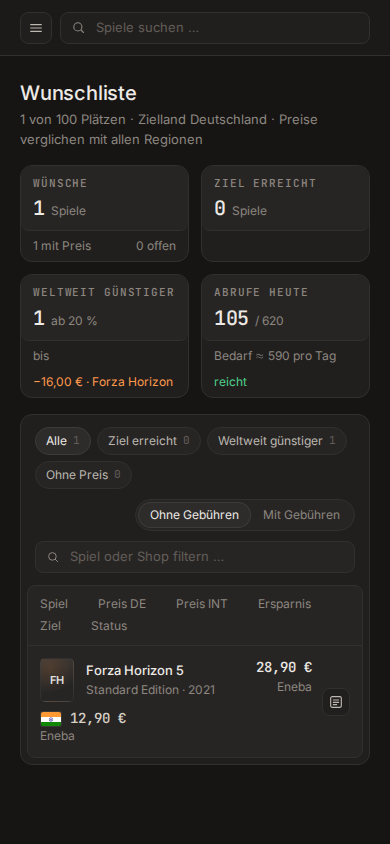 Spiele suchen ...
Wunschliste
1 von 100 Plätzen · Zielland Deutschland · Preise
verglichen mit allen Regionen
WÜNSCHE
1 Spiele
1 mit Preis 0 offen
ZIEL ERREICHT
0 Spiele
WELTWEIT GÜNSTIGER
1 ab 20 %
bis
−16,00 € · Forza Horizon
ABRUFE HEUTE
105 / 620
Bedarf ≈ 590 pro Tag
reicht
Alle 1 Ziel erreicht 0 Weltweit günstiger 1
Ohne Preis 0
Ohne Gebühren Mit Gebühren
Spiel oder Shop filtern ...
Spiel Preis DE Preis INT Ersparnis
Ziel Status
FH
Forza Horizon 5
Standard Edition · 2021
28,90 €
Eneba
12,90 €
Eneba